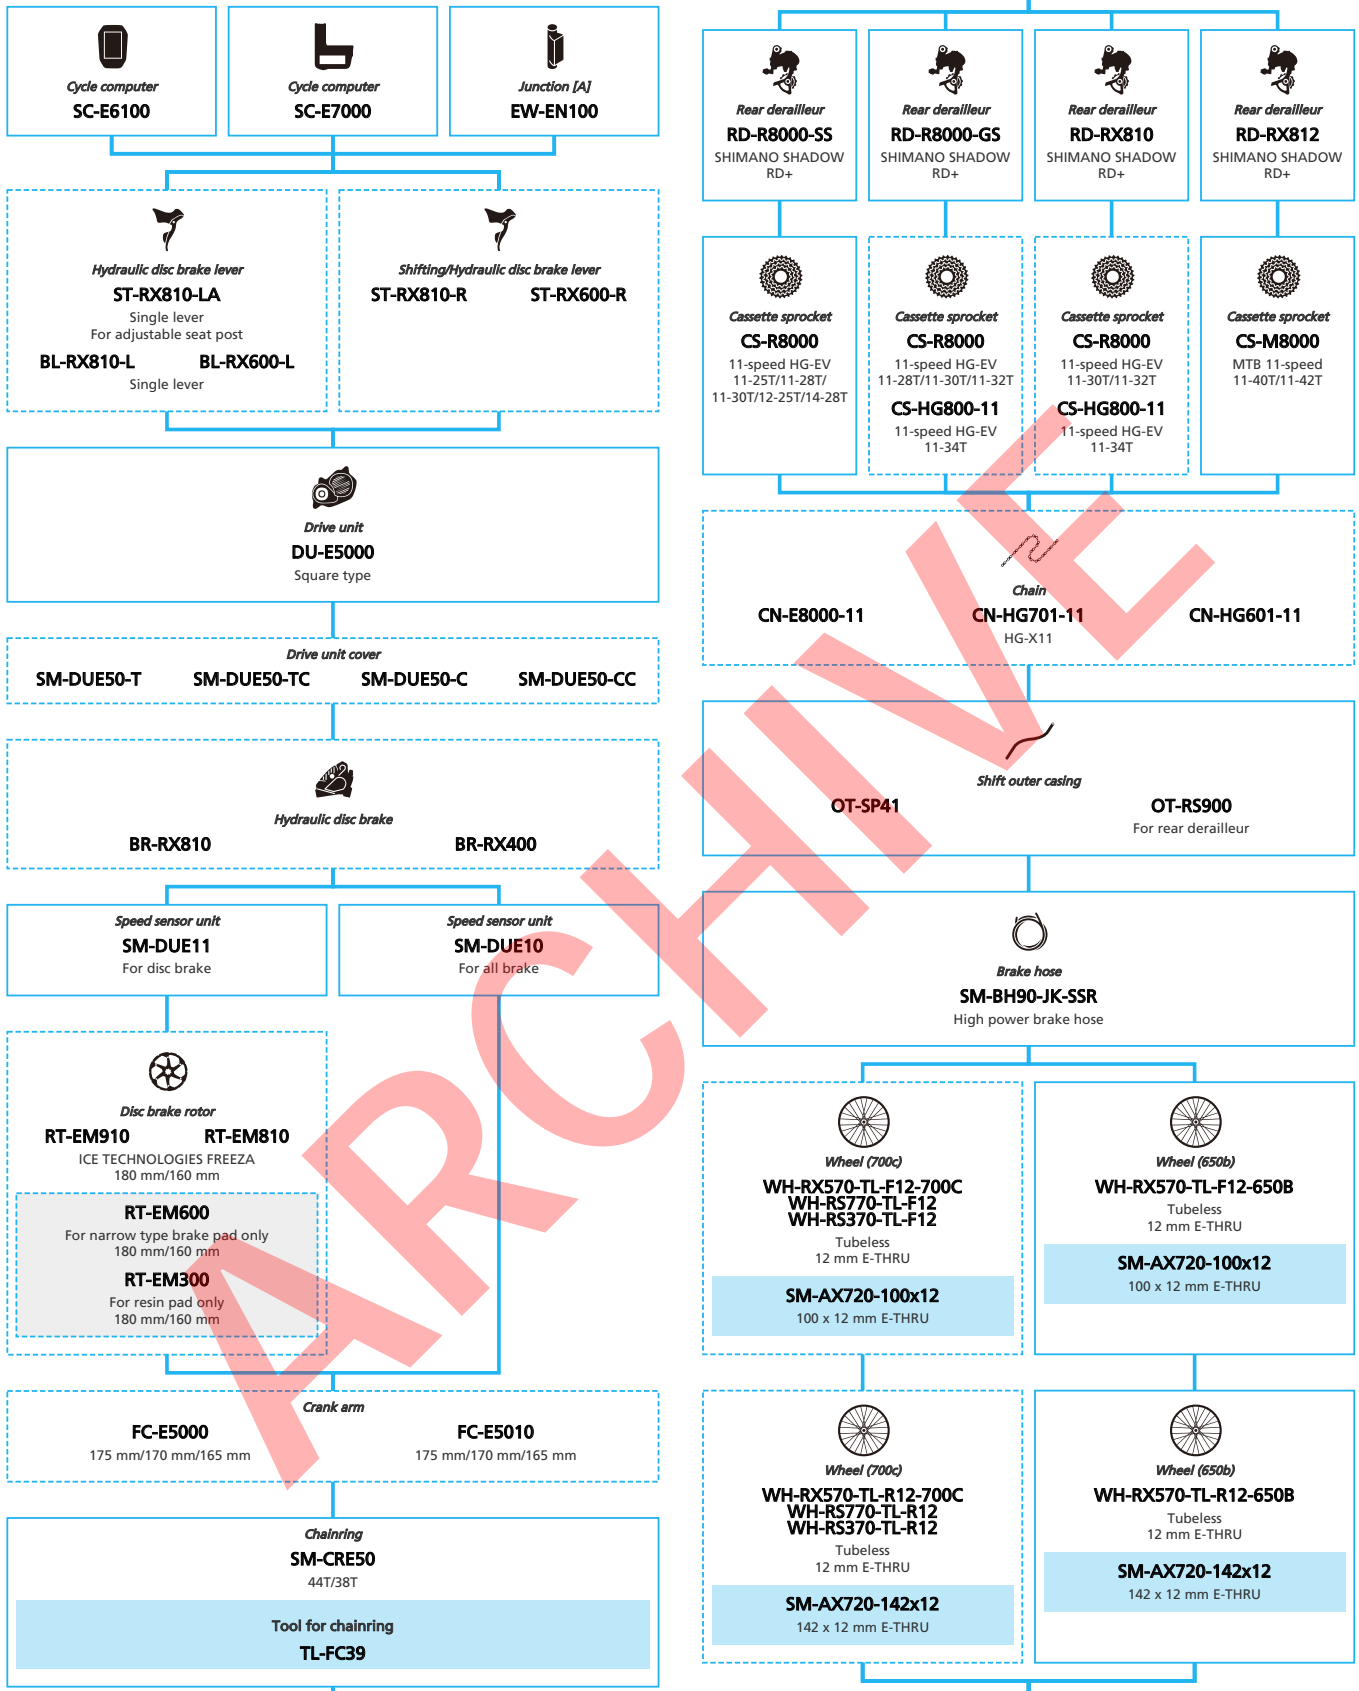 Cycle computer
SC-E6100
Cycle computer
SC-E7000
Junction [A]
EW-EN100
Hydraulic disc brake lever
ST-RX810-LA
Single lever
For adjustable seat post
BL-RX810-L BL-RX600-L
Single lever
Shifting/Hydraulic disc brake lever
ST-RX810-R ST-RX600-R
Drive unit
DU-E5000
Square type
Drive unit cover
SM-DUE50-T SM-DUE50-TC SM-DUE50-C SM-DUE50-CC
Hydraulic disc brake
BR-RX810 BR-RX400
Speed sensor unit
SM-DUE11
For disc brake
Speed sensor unit
SM-DUE10
For all brake
Disc brake rotor
RT-EM910 RT-EM810
ICE TECHNOLOGIES FREEZA
180 mm/160 mm
RT-EM600
For narrow type brake pad only
180 mm/160 mm
RT-EM300
For resin pad only
180 mm/160 mm
Crank arm
FC-E5000 FC-E5010
175 mm/170 mm/165 mm 175 mm/170 mm/165 mm
Chainring
SM-CRE50
44T/38T
Tool for chainring
TL-FC39
Rear derailleur
RD-R8000-SS
SHIMANO SHADOW
RD+
Rear derailleur
RD-R8000-GS
SHIMANO SHADOW
RD+
Rear derailleur
RD-RX810
SHIMANO SHADOW
RD+
Rear derailleur
RD-RX812
SHIMANO SHADOW
RD+
Cassette sprocket
CS-R8000
11-speed HG-EV
11-25T/11-28T/
11-30T/12-25T/14-28T
Cassette sprocket
CS-R8000
11-speed HG-EV
11-28T/11-30T/11-32T
CS-HG800-11
11-speed HG-EV
11-34T
Cassette sprocket
CS-R8000
11-speed HG-EV
11-30T/11-32T
CS-HG800-11
11-speed HG-EV
11-34T
Cassette sprocket
CS-M8000
MTB 11-speed
11-40T/11-42T
Chain
CN-E8000-11 CN-HG701-11 CN-HG601-11
HG-X11
Shift outer casing
OT-SP41 OT-RS900
For rear derailleur
Brake hose
SM-BH90-JK-SSR
High power brake hose
Wheel (700c)
WH-RX570-TL-F12-700C
WH-RS770-TL-F12
WH-RS370-TL-F12
Tubeless
12 mm E-THRU
SM-AX720-100x12
100 x 12 mm E-THRU
Wheel (650b)
WH-RX570-TL-F12-650B
Tubeless
12 mm E-THRU
SM-AX720-100x12
100 x 12 mm E-THRU
Wheel (700c)
WH-RX570-TL-R12-700C
WH-RS770-TL-R12
WH-RS370-TL-R12
Tubeless
12 mm E-THRU
SM-AX720-142x12
142 x 12 mm E-THRU
Wheel (650b)
WH-RX570-TL-R12-650B
Tubeless
12 mm E-THRU
SM-AX720-142x12
142 x 12 mm E-THRU
ARCHIVE